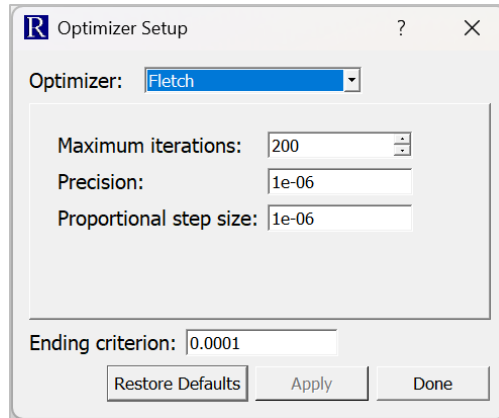 R Optimizer Setup ?
Optimizer: Fletch
Maximum iterations: 200
Precision: 1e-06
Proportional step size: 1e-06
Ending criterion: 0.0001
Restore Defaults Apply Done